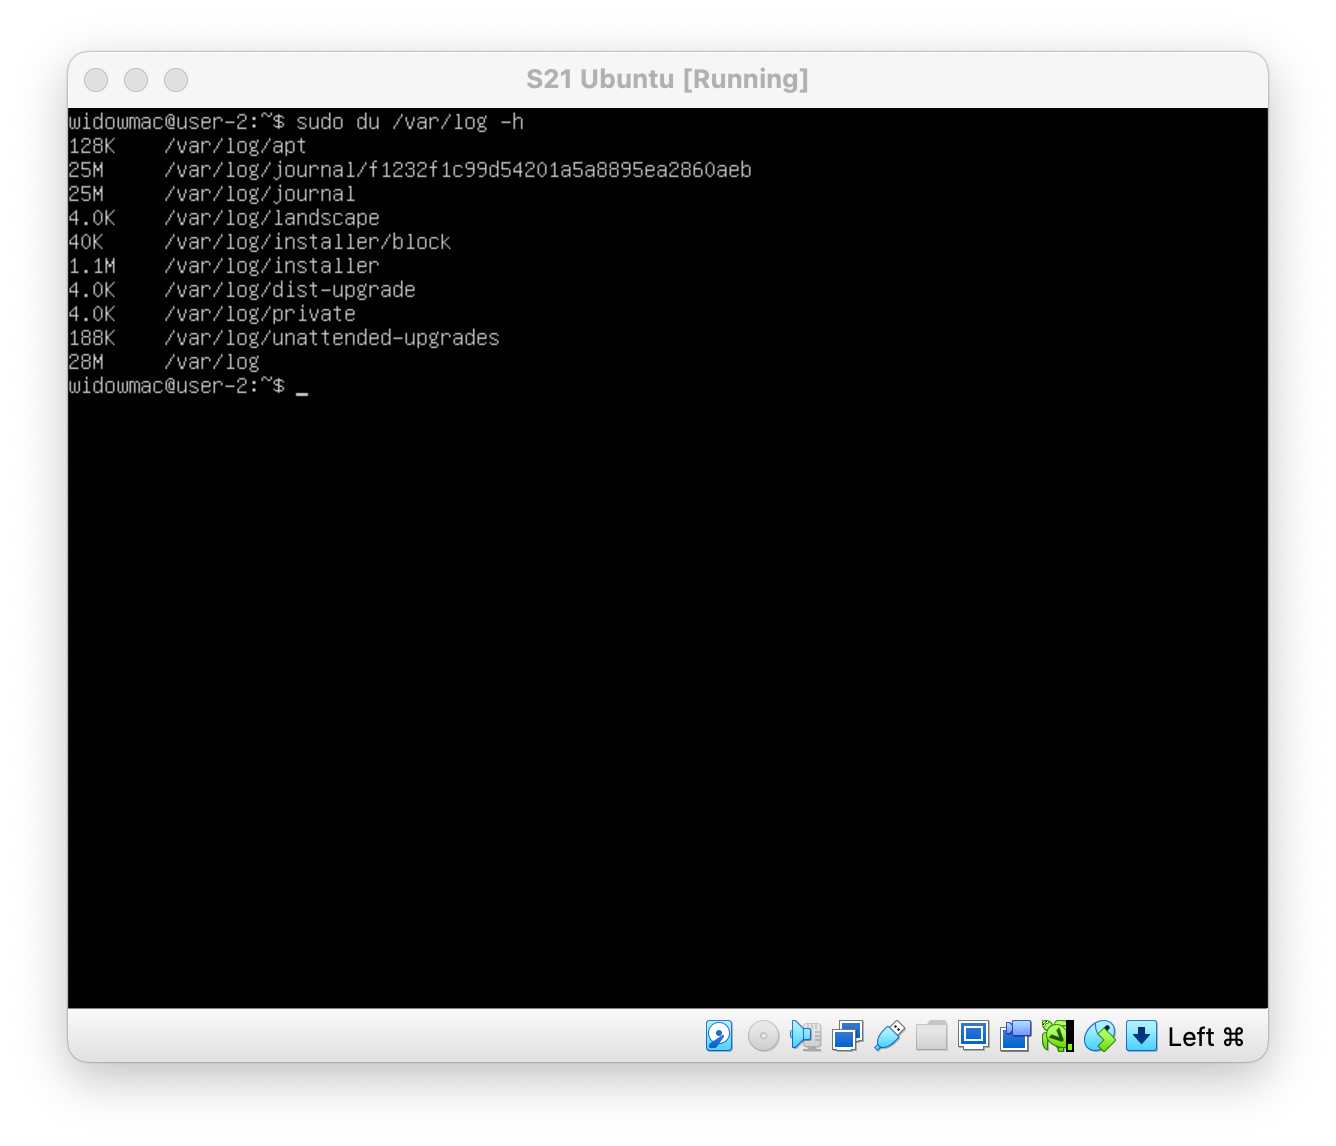 S21 Ubuntu [Running]
widowmac@user-2:~$ sudo du /var/log -h
128K    /var/log/apt
25M     /var/log/journal/f1232f1c99d54201a5a8895ea2860aeb
25M     /var/log/journal
4.0K    /var/log/landscape
40K     /var/log/installer/block
1.1M    /var/log/installer
4.0K    /var/log/dist-upgrade
4.0K    /var/log/private
188K    /var/log/unattended-upgrades
28M     /var/log
widowmac@user-2:~$ _
Left ⌘